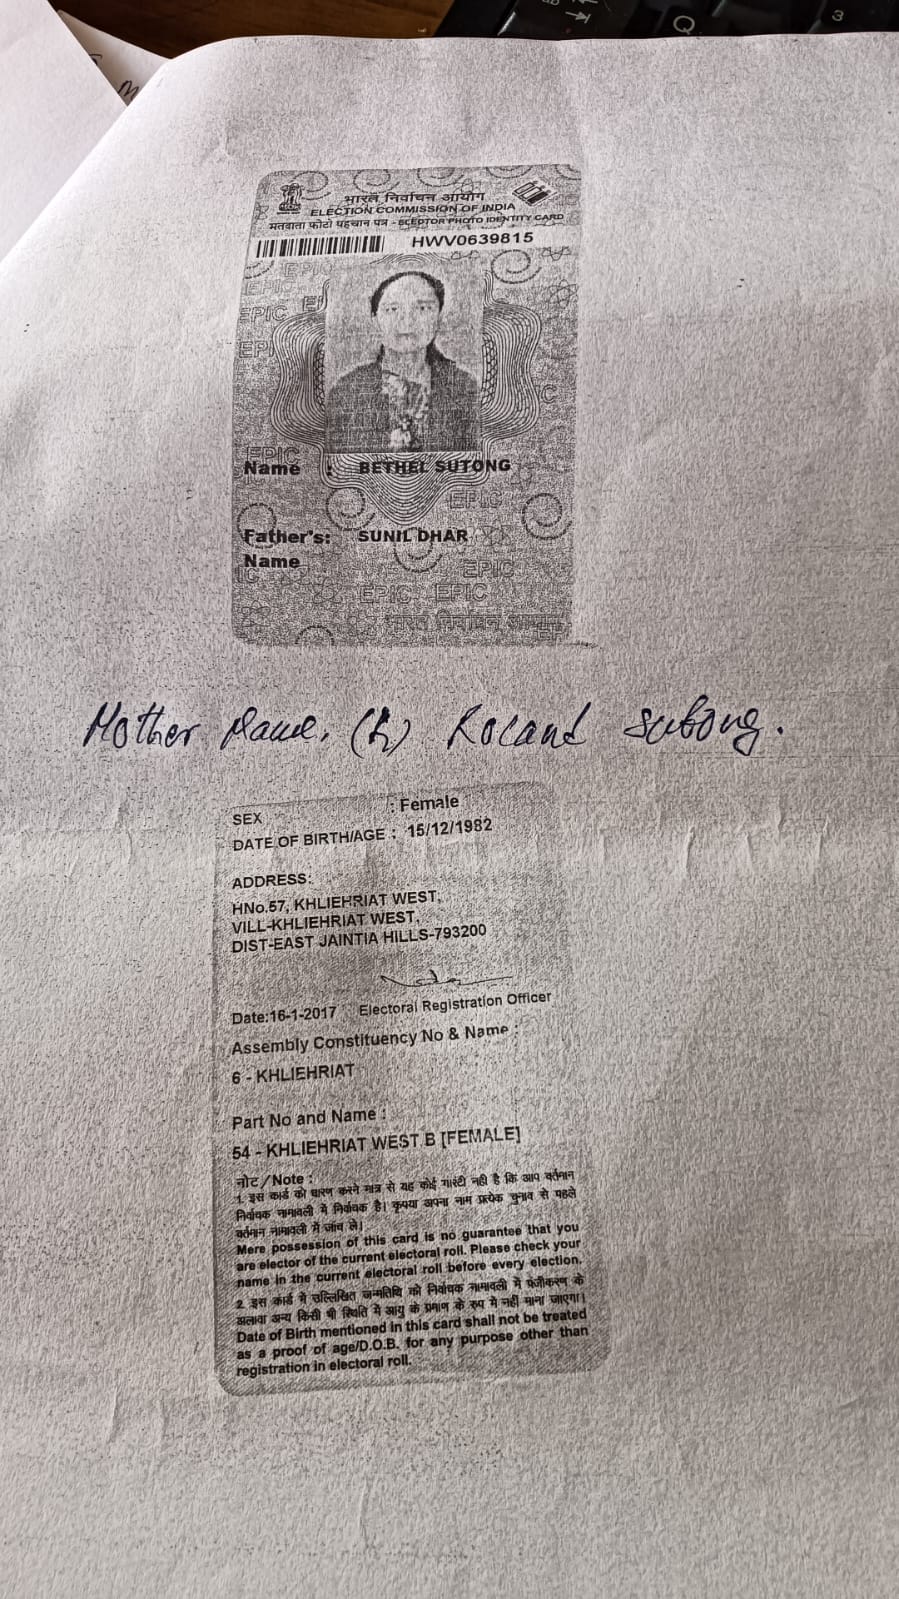 भारत निर्वाचन आयोग
ELECTION COMMISSION OF INDIA
मतदाता फोटो पहचान पत्र - ELECTOR PHOTO IDENTITY CARD
HWV0639815
Name : BETHEL SUTONG
Father's: SUNIL DHAR
Name
भारत निर्वाचन आयोग
Mother Name. (L) Roland Sutong.
SEX : Female
DATE OF BIRTH/AGE : 15/12/1982
ADDRESS:
HNo.57, KHLIEHRIAT WEST,
VILL-KHLIEHRIAT WEST,
DIST-EAST JAINTIA HILLS-793200
Date:16-1-2017 Electoral Registration Officer
Assembly Constituency No & Name :
6 - KHLIEHRIAT
Part No and Name :
54 - KHLIEHRIAT WEST B [FEMALE]
नोट/Note :
1. इस कार्ड को धारण करने मात्र से यह कोई गारंटी नही है कि आप वर्तमान
निर्वाचक नामावली में निर्वाचक है। कृपया अपना नाम प्रत्येक चुनाव से पहले
वर्तमान नामावली में जांच ले।
Mere possession of this card is no guarantee that you
are elector of the current electoral roll. Please check your
name in the current electoral roll before every election.
2. इस कार्ड मे उल्लिखित जन्मतिथि को निर्वाचक नामावली में पंजीकरण के
अलावा अन्य किसी भी स्थिति में आयु के प्रमाण के रुप मे नहीं माना जाएगा।
Date of Birth mentioned in this card shall not be treated
as a proof of age/D.O.B. for any purpose other than
registration in electoral roll.